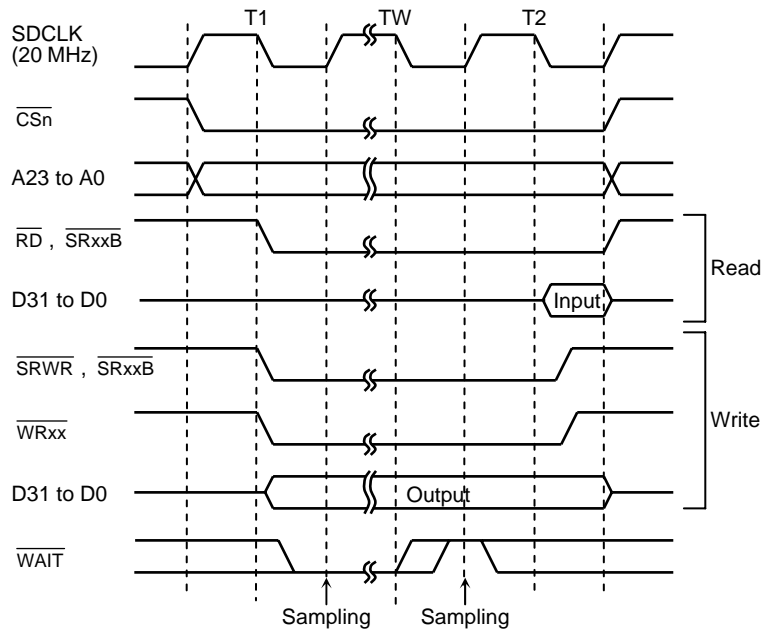 T1 TW T2
SDCLK
(20 MHz)
CSn
A23 to A0
RD , SRxxB
Read
D31 to D0
Input
SRWR , SRxxB
Write
WRxx
D31 to D0
Output
WAIT
Sampling Sampling